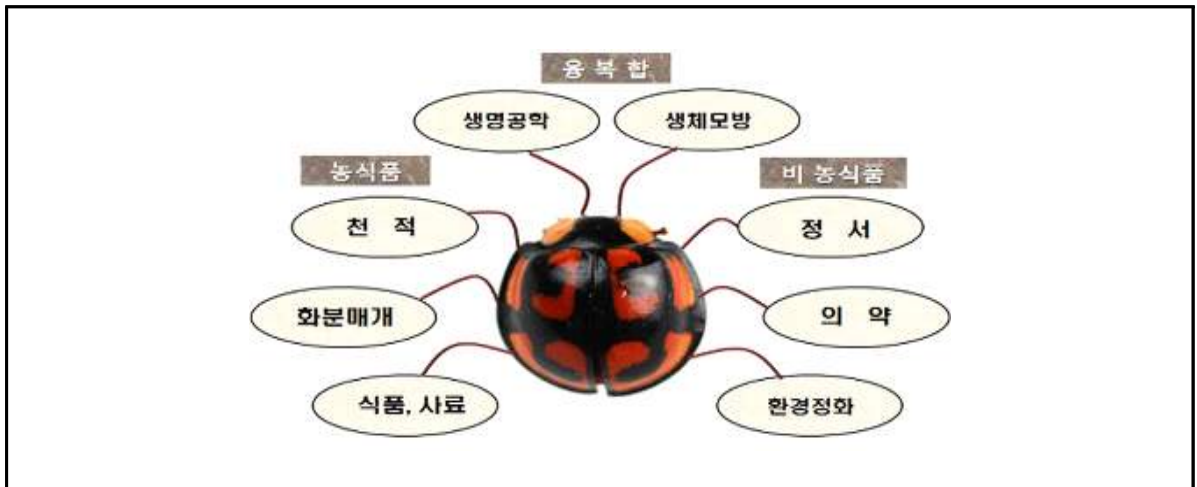 융 복 합
생명공학
생체모방
농식품
비 농식품
천 적
정 서
화분매개
의 약
식품, 사료
환경정화